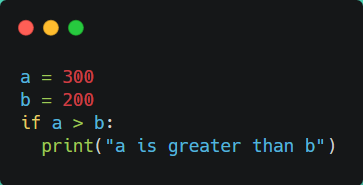 a = 300
b = 200
if a > b:
  print("a is greater than b")